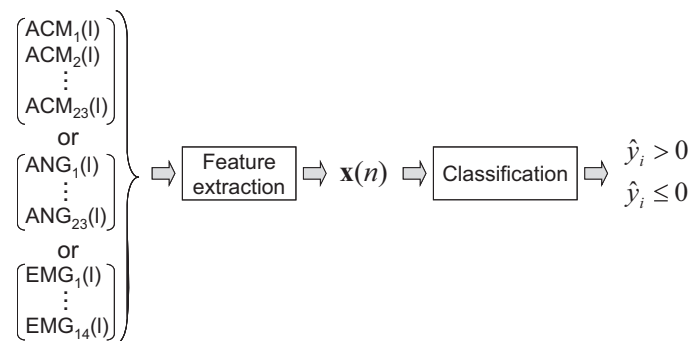 ACM₁(l)
ACM₂(l)
⋮
ACM₂₃(l)
or
ANG₁(l)
⋮
ANG₂₃(l)
or
EMG₁(l)
⋮
EMG₁₄(l)
Feature
extraction
x(n)
Classification
ŷᵢ > 0
ŷᵢ ≤ 0